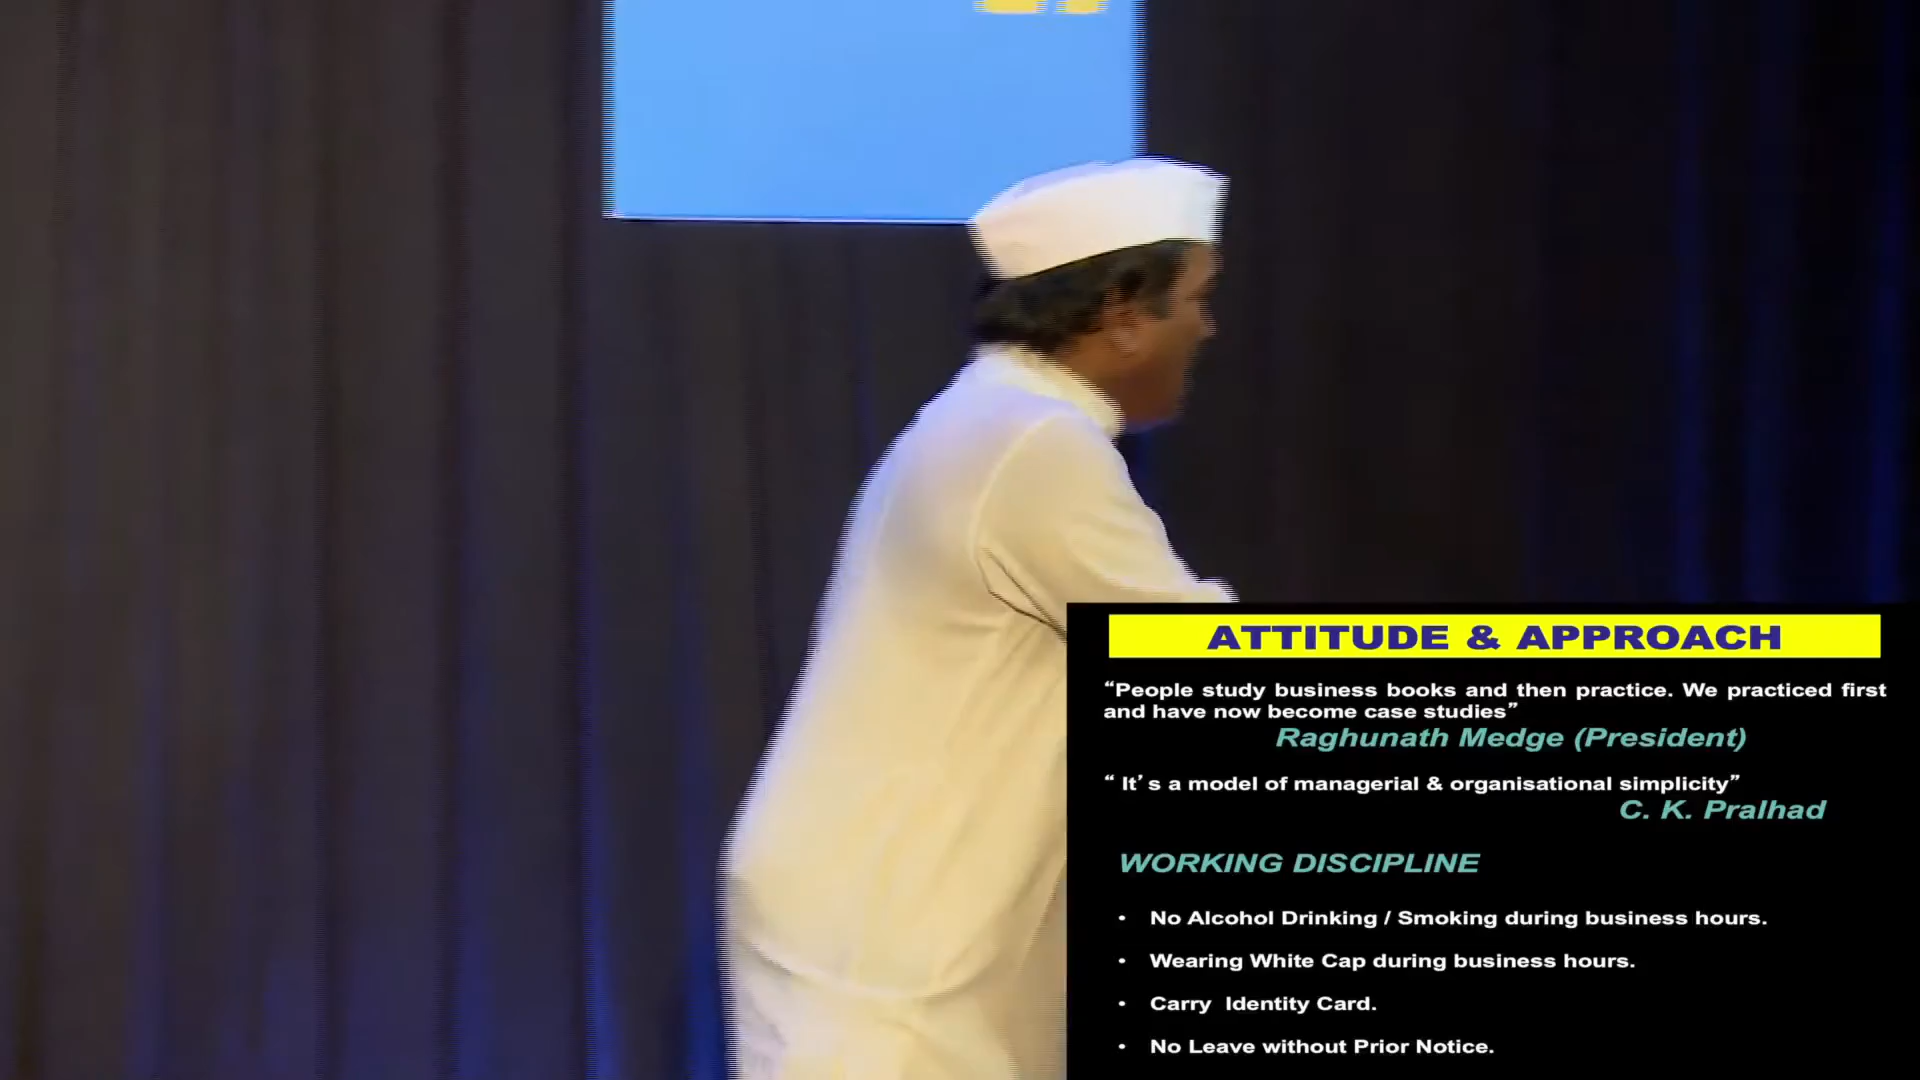 ATTITUDE & APPROACH
“People study business books and then practice. We practiced first
and have now become case studies”
Raghunath Medge (President)
“ It’s a model of managerial & organisational simplicity”
C. K. Pralhad
WORKING DISCIPLINE
• No Alcohol Drinking / Smoking during business hours.
• Wearing White Cap during business hours.
• Carry Identity Card.
• No Leave without Prior Notice.